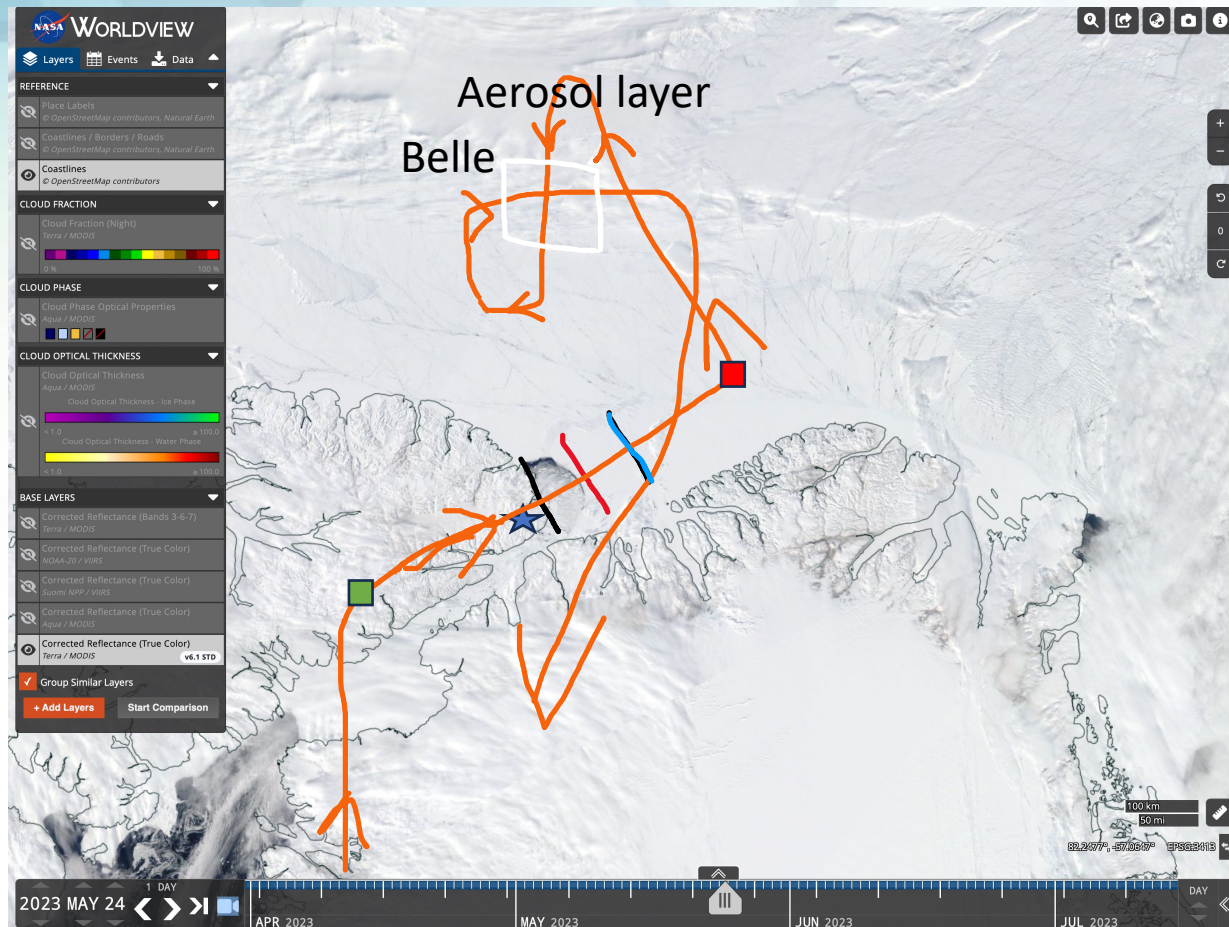 NASA WORLDVIEW
Layers Events Data
REFERENCE
Place Labels
© OpenStreetMap contributors, Natural Earth
Coastlines / Borders / Roads
© OpenStreetMap contributors, Natural Earth
Coastlines
© OpenStreetMap contributors
CLOUD FRACTION
Cloud Fraction (Night)
Terra / MODIS
0 % 100 %
CLOUD PHASE
Cloud Phase Optical Properties
Aqua / MODIS
CLOUD OPTICAL THICKNESS
Cloud Optical Thickness
Aqua / MODIS
Cloud Optical Thickness - Ice Phase
< 1.0 ≥ 100.0
Cloud Optical Thickness - Water Phase
< 1.0 ≥ 100.0
BASE LAYERS
Corrected Reflectance (Bands 3-6-7)
Terra / MODIS
Corrected Reflectance (True Color)
NOAA-20 / VIIRS
Corrected Reflectance (True Color)
Suomi NPP / VIIRS
Corrected Reflectance (True Color)
Aqua / MODIS
Corrected Reflectance (True Color)
Terra / MODIS v6.1 STD
Group Similar Layers
+ Add Layers Start Comparison
Aerosol layer
Belle
0
100 km
50 mi
82.2477°, -57.0647° EPSG:3413
1 DAY
2023 MAY 24
APR 2023 MAY 2023 JUN 2023 JUL 2023
DAY